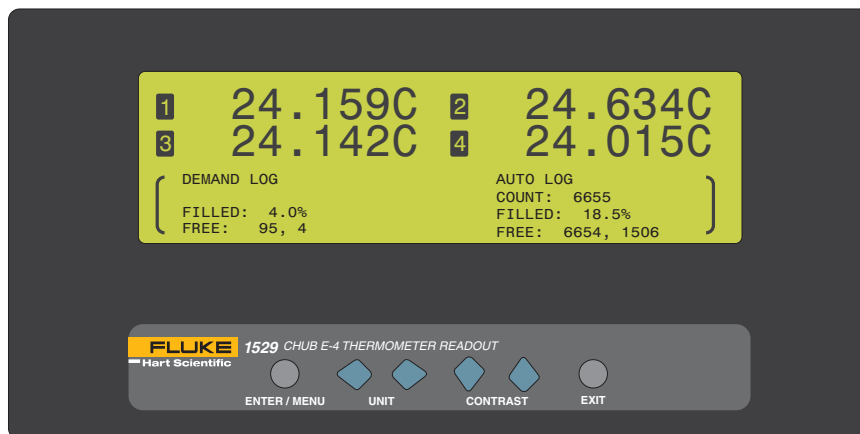 1 24.159C 2 24.634C
3 24.142C 4 24.015C
DEMAND LOG
FILLED: 4.0%
FREE: 95, 4
AUTO LOG
COUNT: 6655
FILLED: 18.5%
FREE: 6654, 1506
FLUKE
Hart Scientific
1529 CHUB E-4 THERMOMETER READOUT
ENTER / MENU UNIT CONTRAST EXIT